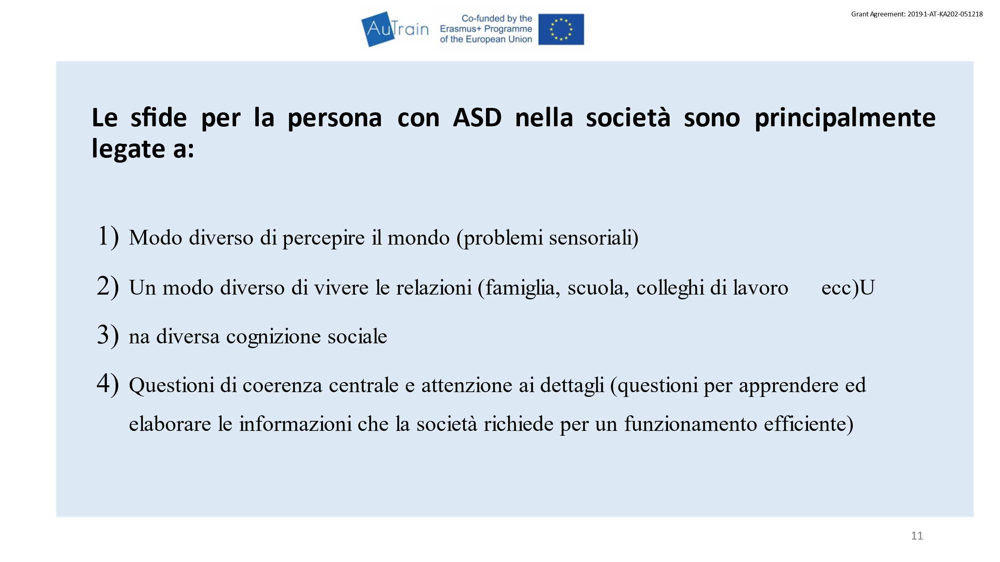 AuTrain
Co-funded by the
Erasmus+ Programme
of the European Union
Grant Agreement: 2019-1-AT-KA202-051218
Le sfide per la persona con ASD nella società sono principalmente
legate a:
1) Modo diverso di percepire il mondo (problemi sensoriali)
2) Un modo diverso di vivere le relazioni (famiglia, scuola, colleghi di lavoro ecc)U
3) na diversa cognizione sociale
4) Questioni di coerenza centrale e attenzione ai dettagli (questioni per apprendere ed
elaborare le informazioni che la società richiede per un funzionamento efficiente)
11